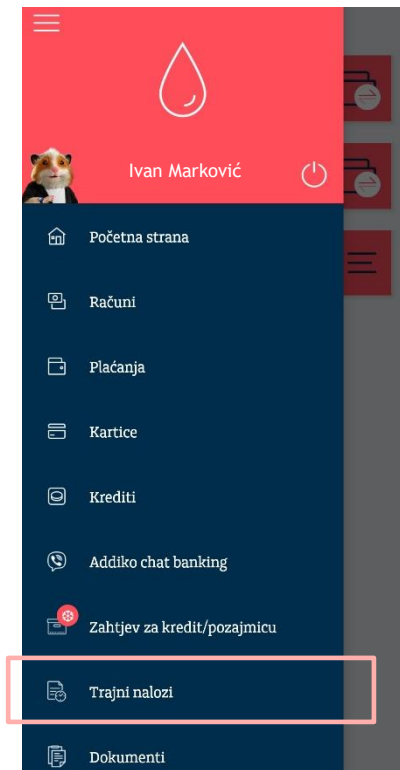 Ivan Marković
Početna strana
Računi
Plaćanja
Kartice
Krediti
Addiko chat banking
Zahtjev za kredit/pozajmicu
Trajni nalozi
Dokumenti